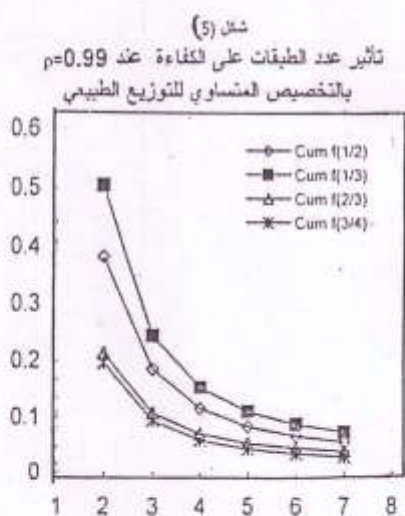 شكل (5)
تأثير عدد الطبقات على الكفاءة عند ρ=0.99
بالتخصيص المتساوي للتوزيع الطبيعي
0.6
Cum f(1/2)
Cum f(1/3)
Cum f(2/3)
Cum f(3/4)
0.5
0.4
0.3
0.2
0.1
0
1 2 3 4 5 6 7 8